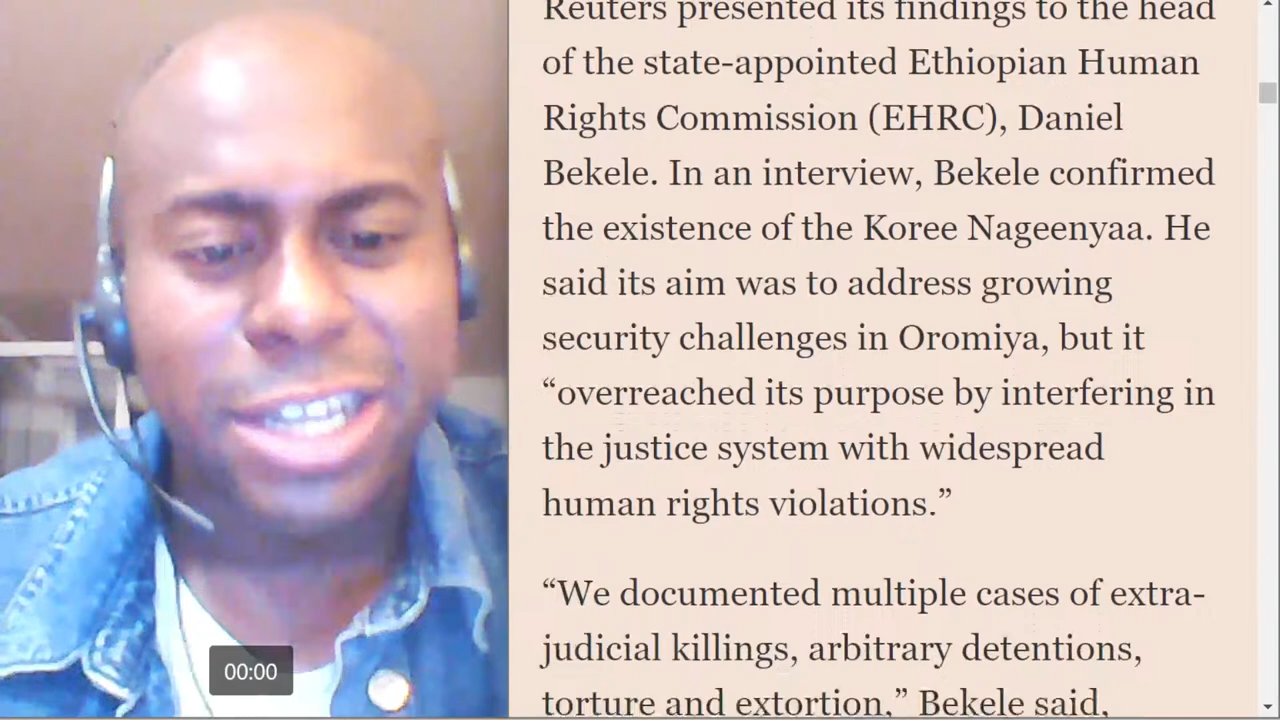 Reuters presented its findings to the head
of the state-appointed Ethiopian Human
Rights Commission (EHRC), Daniel
Bekele. In an interview, Bekele confirmed
the existence of the Koree Nageenyaa. He
said its aim was to address growing
security challenges in Oromiya, but it
“overreached its purpose by interfering in
the justice system with widespread
human rights violations.”
“We documented multiple cases of extra-
judicial killings, arbitrary detentions,
torture and extortion,” Bekele said,
00:00